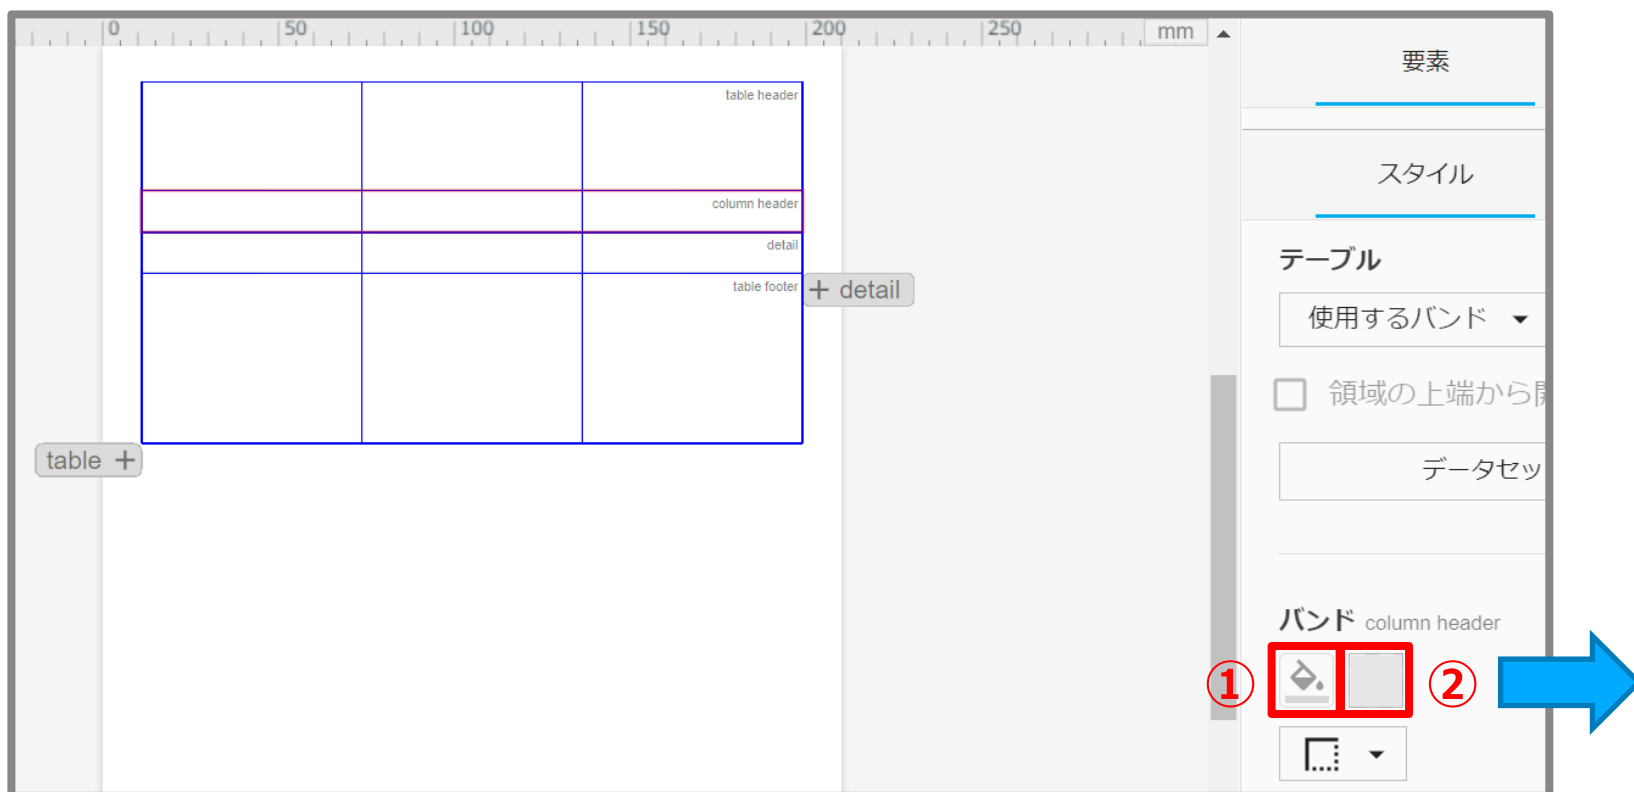 0 50 100 150 200 250 mm
要素
table header
スタイル
column header
detail
テーブル
table footer
+ detail
使用するバンド
領域の上端から
table +
データセッ
バンド column header
① ②